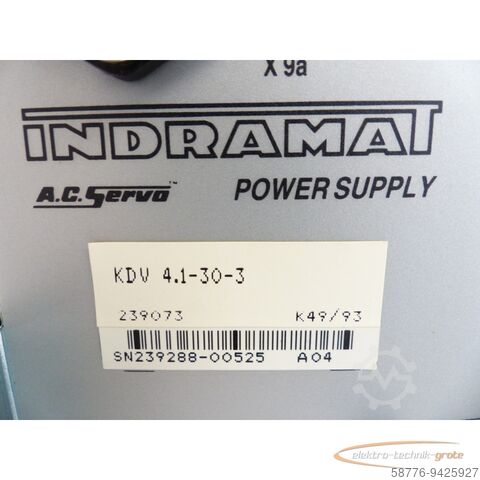 X 9a
INDRAMAT
A.C. Servo™ POWER SUPPLY
KDV 4.1-30-3
239073 K49/93
SN239288-00525 A04
elektro-technik-grote
58776-9425927